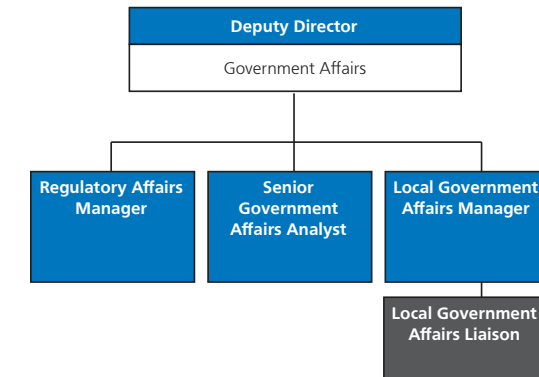 Deputy Director
Government Affairs
Regulatory Affairs
Manager
Senior
Government
Affairs Analyst
Local Government
Affairs Manager
Local Government
Affairs Liaison